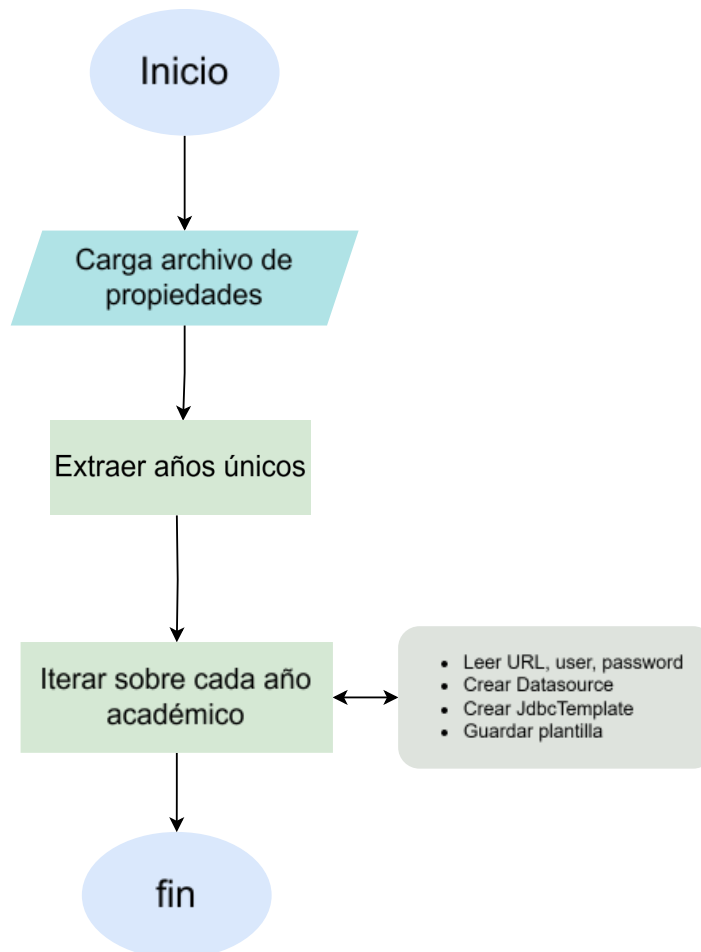 Inicio
Carga archivo de
propiedades
Extraer años únicos
Iterar sobre cada año
académico
• Leer URL, user, password
• Crear Datasource
• Crear JdbcTemplate
• Guardar plantilla
fin